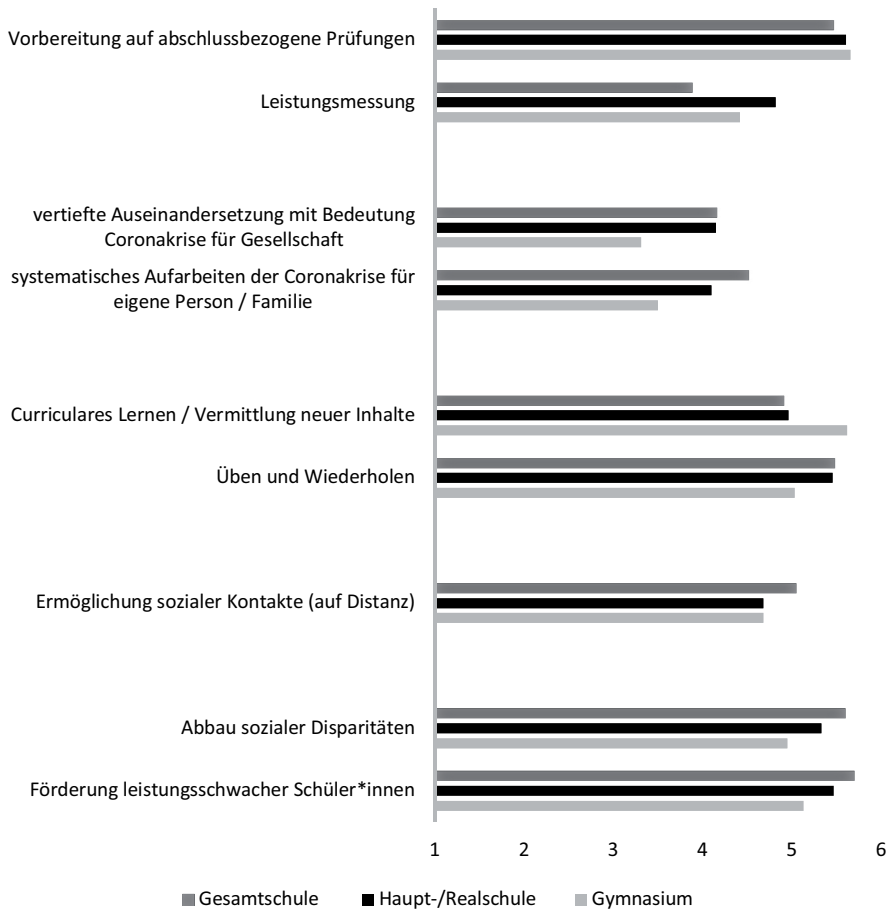 Vorbereitung auf abschlussbezogene Prüfungen
Leistungsmessung
vertiefte Auseinandersetzung mit Bedeutung
Coronakrise für Gesellschaft
systematisches Aufarbeiten der Coronakrise für
eigene Person / Familie
Curriculares Lernen / Vermittlung neuer Inhalte
Üben und Wiederholen
Ermöglichung sozialer Kontakte (auf Distanz)
Abbau sozialer Disparitäten
Förderung leistungsschwacher Schüler*innen
1 2 3 4 5 6
Gesamtschule Haupt-/Realschule Gymnasium